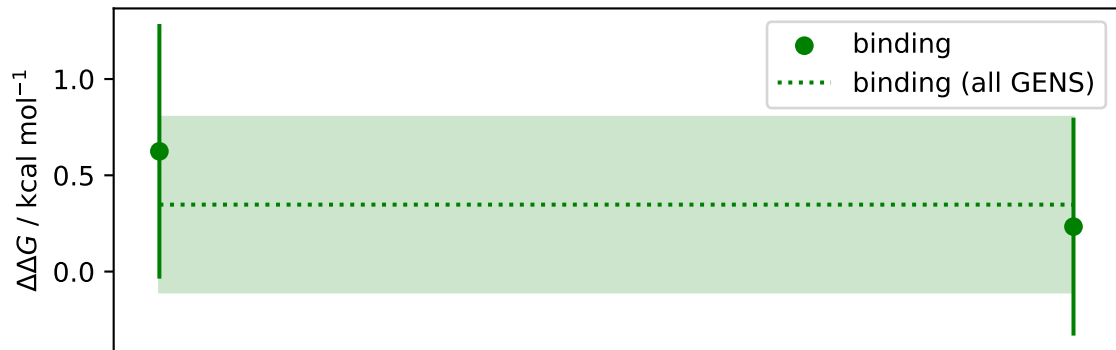 ΔΔG / kcal mol⁻¹
1.0
0.5
0.0
binding
binding (all GENS)